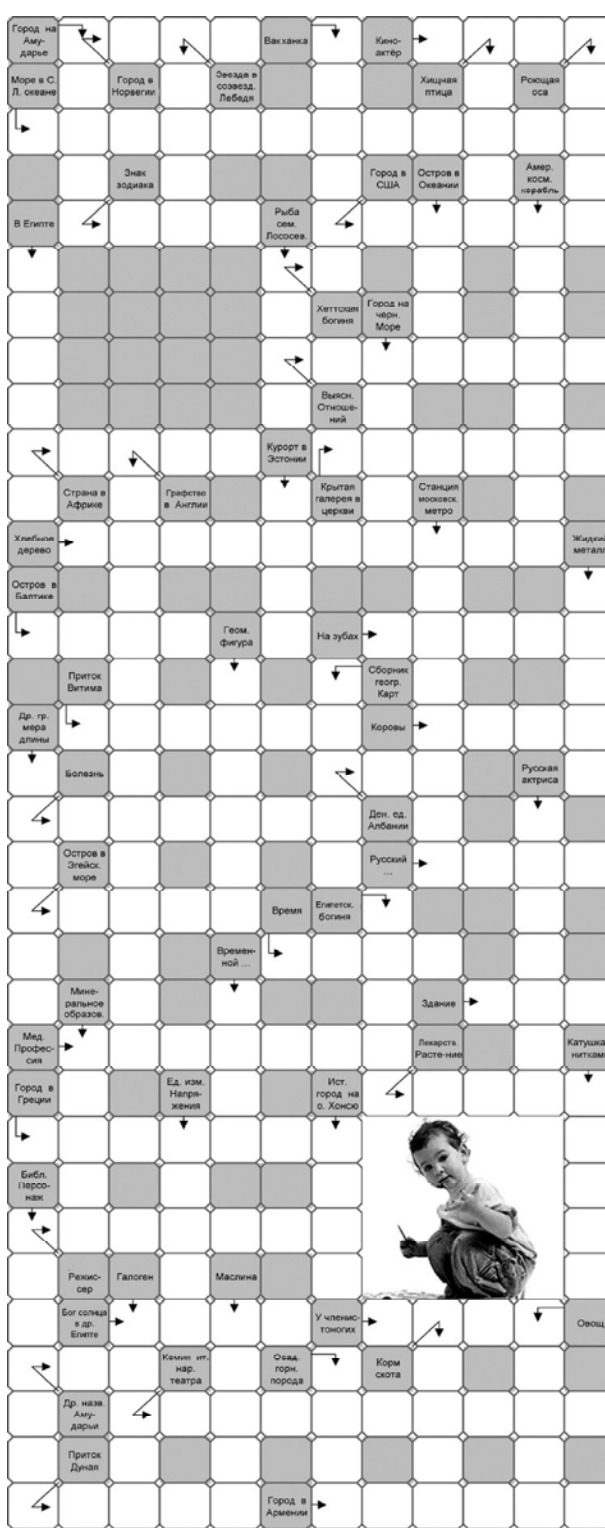 Город на
Аму-
дарье
Вакханка
Кино-
актёр
Море в С.
Л. океане
Город в
Норвегии
Звезда в
созвезд.
Лебедя
Хищная
птица
Роющая
оса
Знак
зодиака
Город в
США
Остров в
Океании
Амер.
косм.
корабль
В Египте
Рыба
сем.
Лососев.
Хеттская
богиня
Город на
черн.
Море
Выясн.
Отноше-
ний
Курорт в
Эстонии
Страна в
Африке
Графство
в Англии
Крытая
галерея в
церкви
Станция
московск.
метро
Хлебное
дерево
Жидкий
металл
Остров в
Балтике
Геом.
фигура
На зубах
Приток
Витима
Сборник
геогр.
Карт
Др. гр.
мера
длины
Коровы
Болезнь
Русская
актриса
Ден. ед.
Албании
Остров в
Эгейск.
море
Русский
...
Время
Египетск.
богиня
Времен-
ной ...
Мине-
ральное
образов.
Здание
Мед.
Профес-
сия
Лекарств.
Расте-ние
Катушка с
нитками
Город в
Греции
Ед. изм.
Напря-
жения
Ист.
город на
о. Хонсю
Библ.
Персо-
наж
Режис-
сер
Галоген
Маслина
Бог солнца
в др.
Египте
У членис-
тоногих
Овощ
Комик ит.
нар.
театра
Осад.
горн.
порода
Корм
скота
Др. назв.
Аму-
дарьи
Приток
Дуная
Город в
Армении